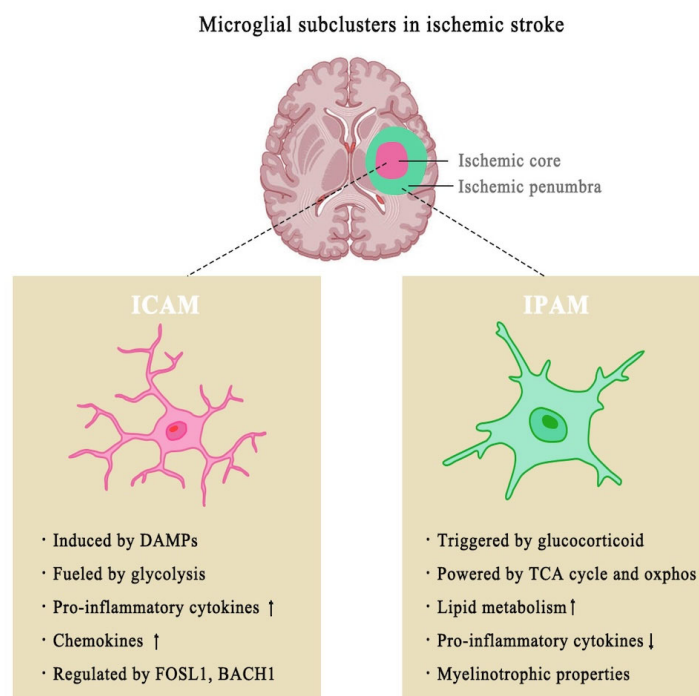 Microglial subclusters in ischemic stroke
Ischemic core
Ischemic penumbra
ICAM
· Induced by DAMPs
· Fueled by glycolysis
· Pro-inflammatory cytokines ↑
· Chemokines ↑
· Regulated by FOSL1, BACH1
IPAM
· Triggered by glucocorticoid
· Powered by TCA cycle and oxphos
· Lipid metabolism ↑
· Pro-inflammatory cytokines ↓
· Myelinotrophic properties